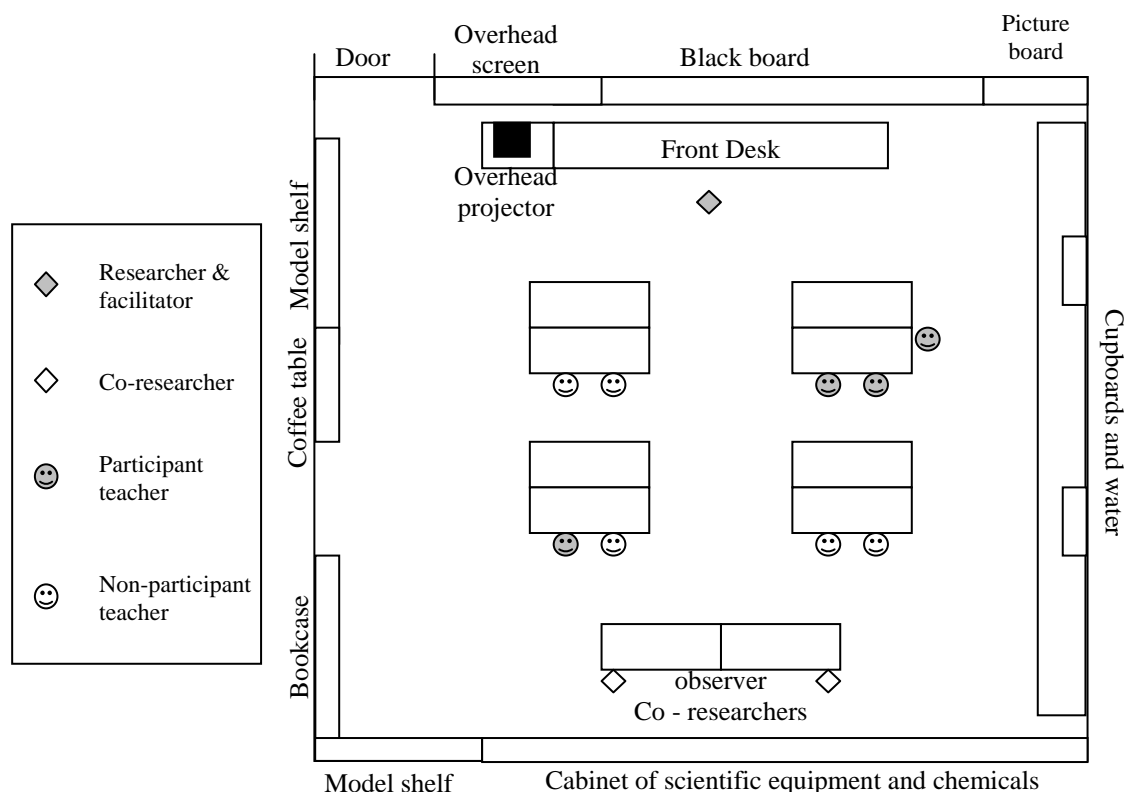 Door
Overhead
screen
Black board
Picture
board
Front Desk
Overhead
projector
Model shelf
Coffee table
Bookcase
Cupboards and water
Researcher &
facilitator
Co-researcher
Participant
teacher
Non-participant
teacher
observer
Co - researchers
Model shelf
Cabinet of scientific equipment and chemicals